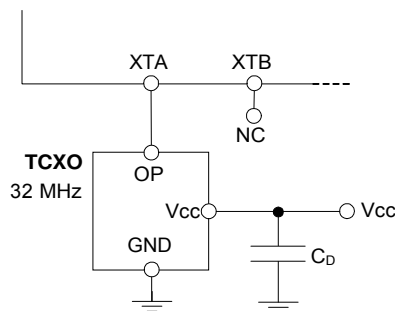 XTA XTB
NC
TCXO
32 MHz
OP
Vcc
Vcc
GND
CD